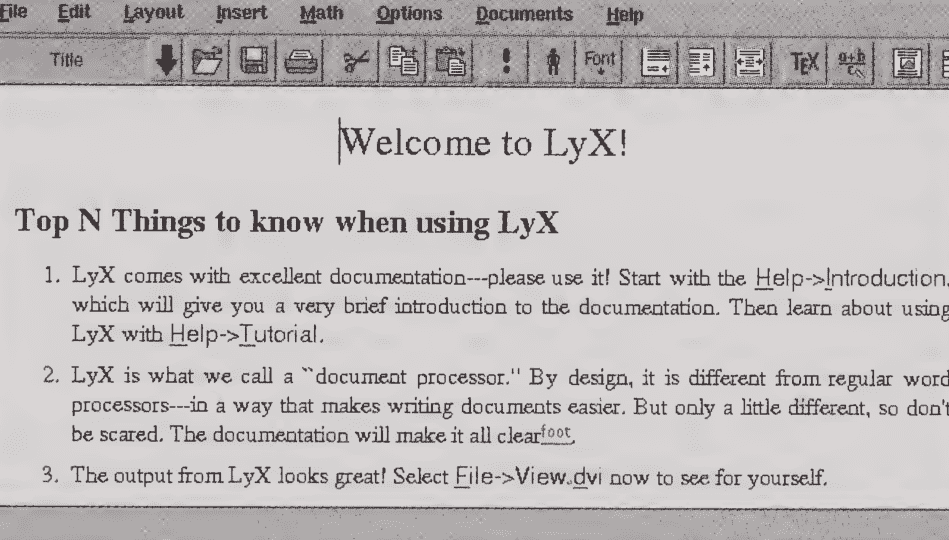 File Edit Layout Insert Math Options Documents Help
Title Font TEX a+b
Welcome to LyX!
Top N Things to know when using LyX
1. LyX comes with excellent documentation---please use it! Start with the Help->Introduction,
which will give you a very brief introduction to the documentation. Then learn about using
LyX with Help->Tutorial.
2. LyX is what we call a ``document processor.'' By design, it is different from regular word
processors---in a way that makes writing documents easier. But only a little different, so don't
be scared. The documentation will make it all clear foot.
3. The output from LyX looks great! Select File->View.dvi now to see for yourself.